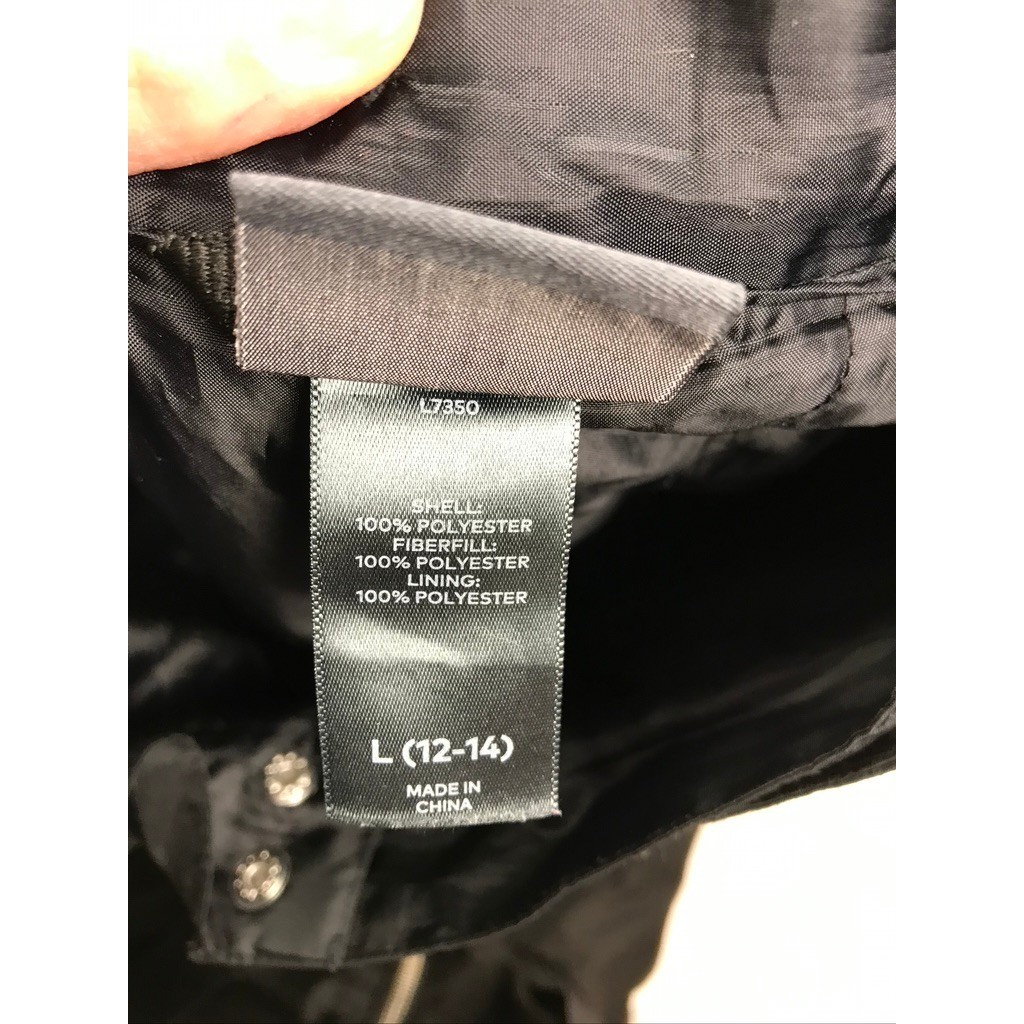 L7350
SHELL:
100% POLYESTER
FIBERFILL:
100% POLYESTER
LINING:
100% POLYESTER
L (12-14)
MADE IN
CHINA